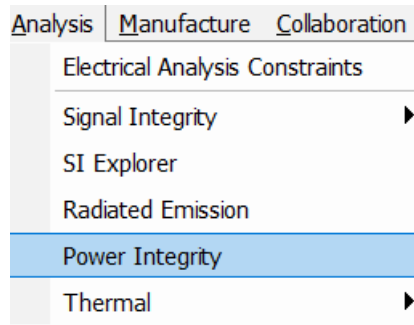 Analysis Manufacture Collaboration
Electrical Analysis Constraints
Signal Integrity
SI Explorer
Radiated Emission
Power Integrity
Thermal